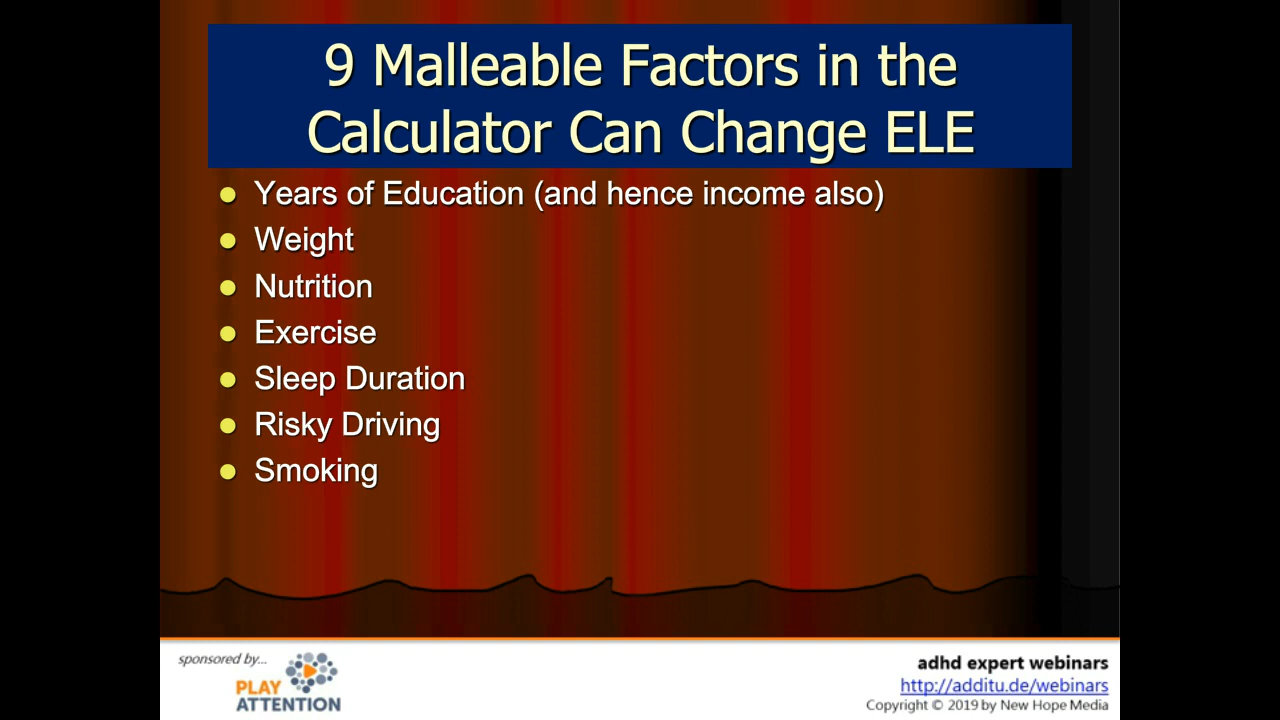 9 Malleable Factors in the
Calculator Can Change ELE
Years of Education (and hence income also)
Weight
Nutrition
Exercise
Sleep Duration
Risky Driving
Smoking
sponsored by...
PLAY
ATTENTION
adhd expert webinars
http://additu.de/webinars
Copyright © 2019 by New Hope Media